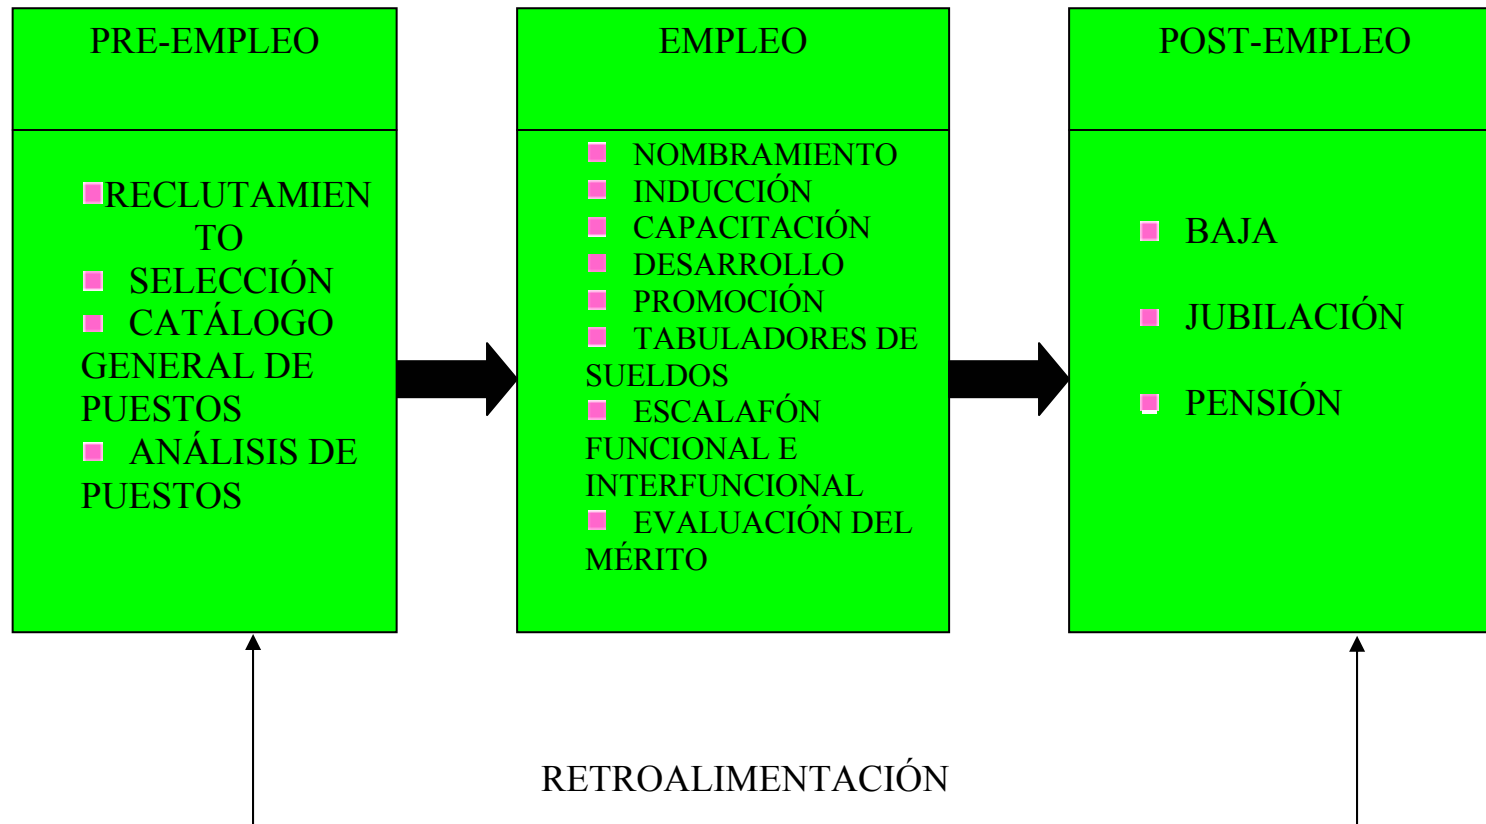 PRE-EMPLEO
RECLUTAMIEN
TO
SELECCIÓN
CATÁLOGO
GENERAL DE
PUESTOS
ANÁLISIS DE
PUESTOS
EMPLEO
NOMBRAMIENTO
INDUCCIÓN
CAPACITACIÓN
DESARROLLO
PROMOCIÓN
TABULADORES DE
SUELDOS
ESCALAFÓN
FUNCIONAL E
INTERFUNCIONAL
EVALUACIÓN DEL
MÉRITO
POST-EMPLEO
BAJA
JUBILACIÓN
PENSIÓN
RETROALIMENTACIÓN